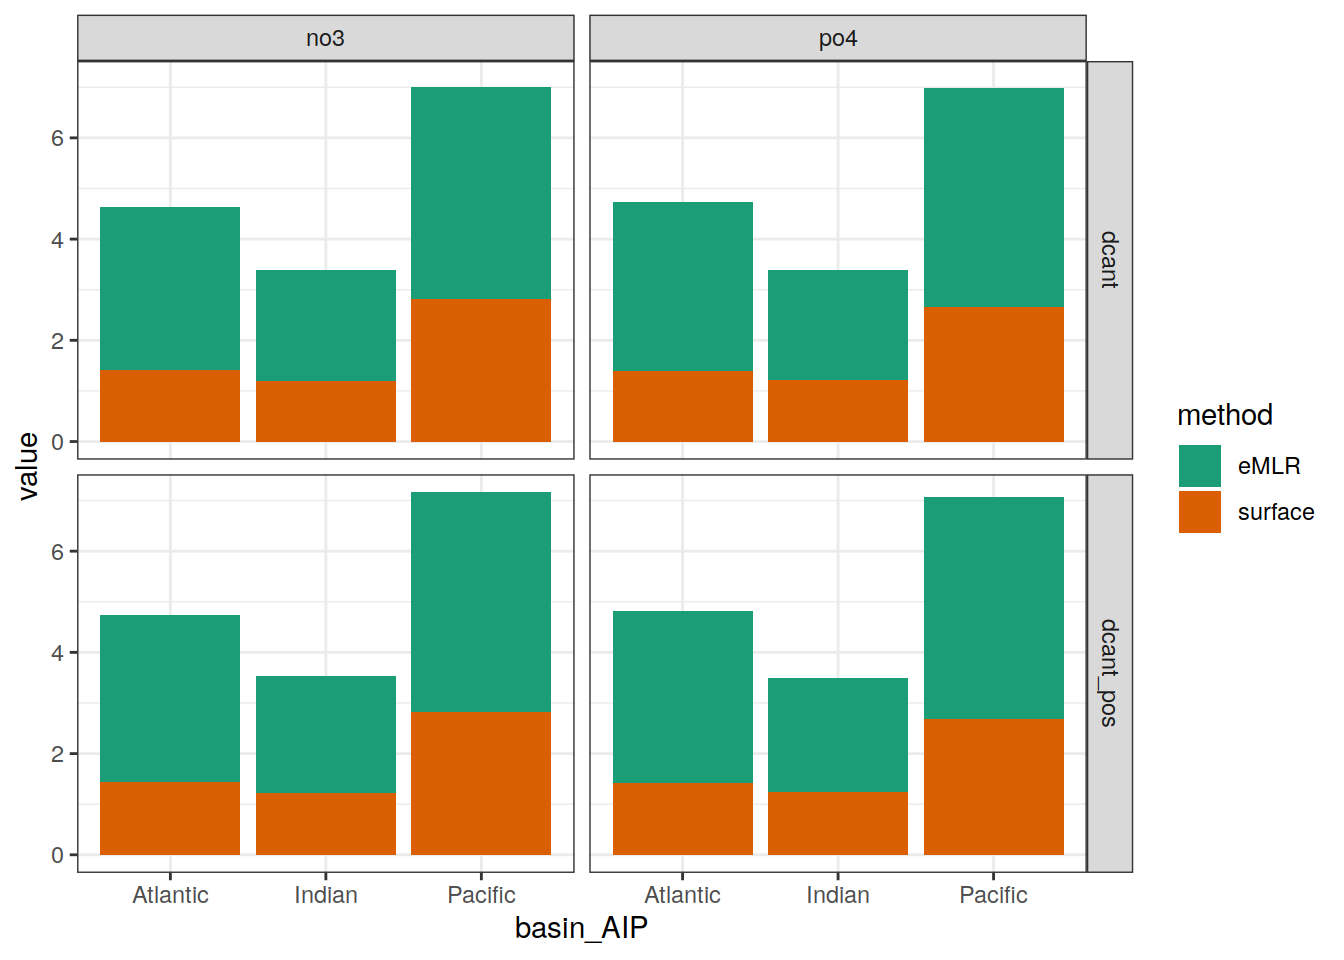 no3 po4
6
4
2
0
dcant
value
6
4
2
0
dcant_pos
Atlantic Indian Pacific Atlantic Indian Pacific
basin_AIP
method
eMLR
surface